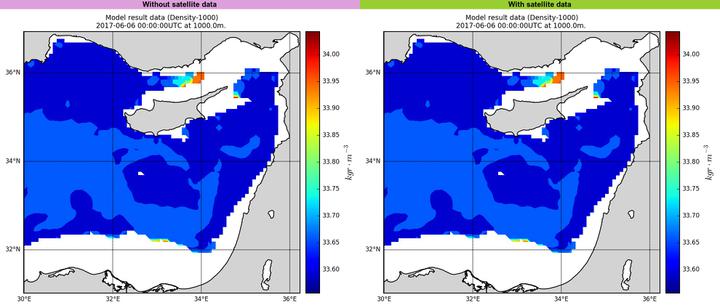 Without satellite data
Model result data (Density-1000)
2017-06-06 00:00:00UTC at 1000.0m.
36°N
34°N
32°N
30°E
32°E
34°E
36°E
34.00
33.95
33.90
33.85
33.80
33.75
33.70
33.65
33.60
kgr · m⁻³
With satellite data
Model result data (Density-1000)
2017-06-06 00:00:00UTC at 1000.0m.
36°N
34°N
32°N
30°E
32°E
34°E
36°E
34.00
33.95
33.90
33.85
33.80
33.75
33.70
33.65
33.60
kgr · m⁻³